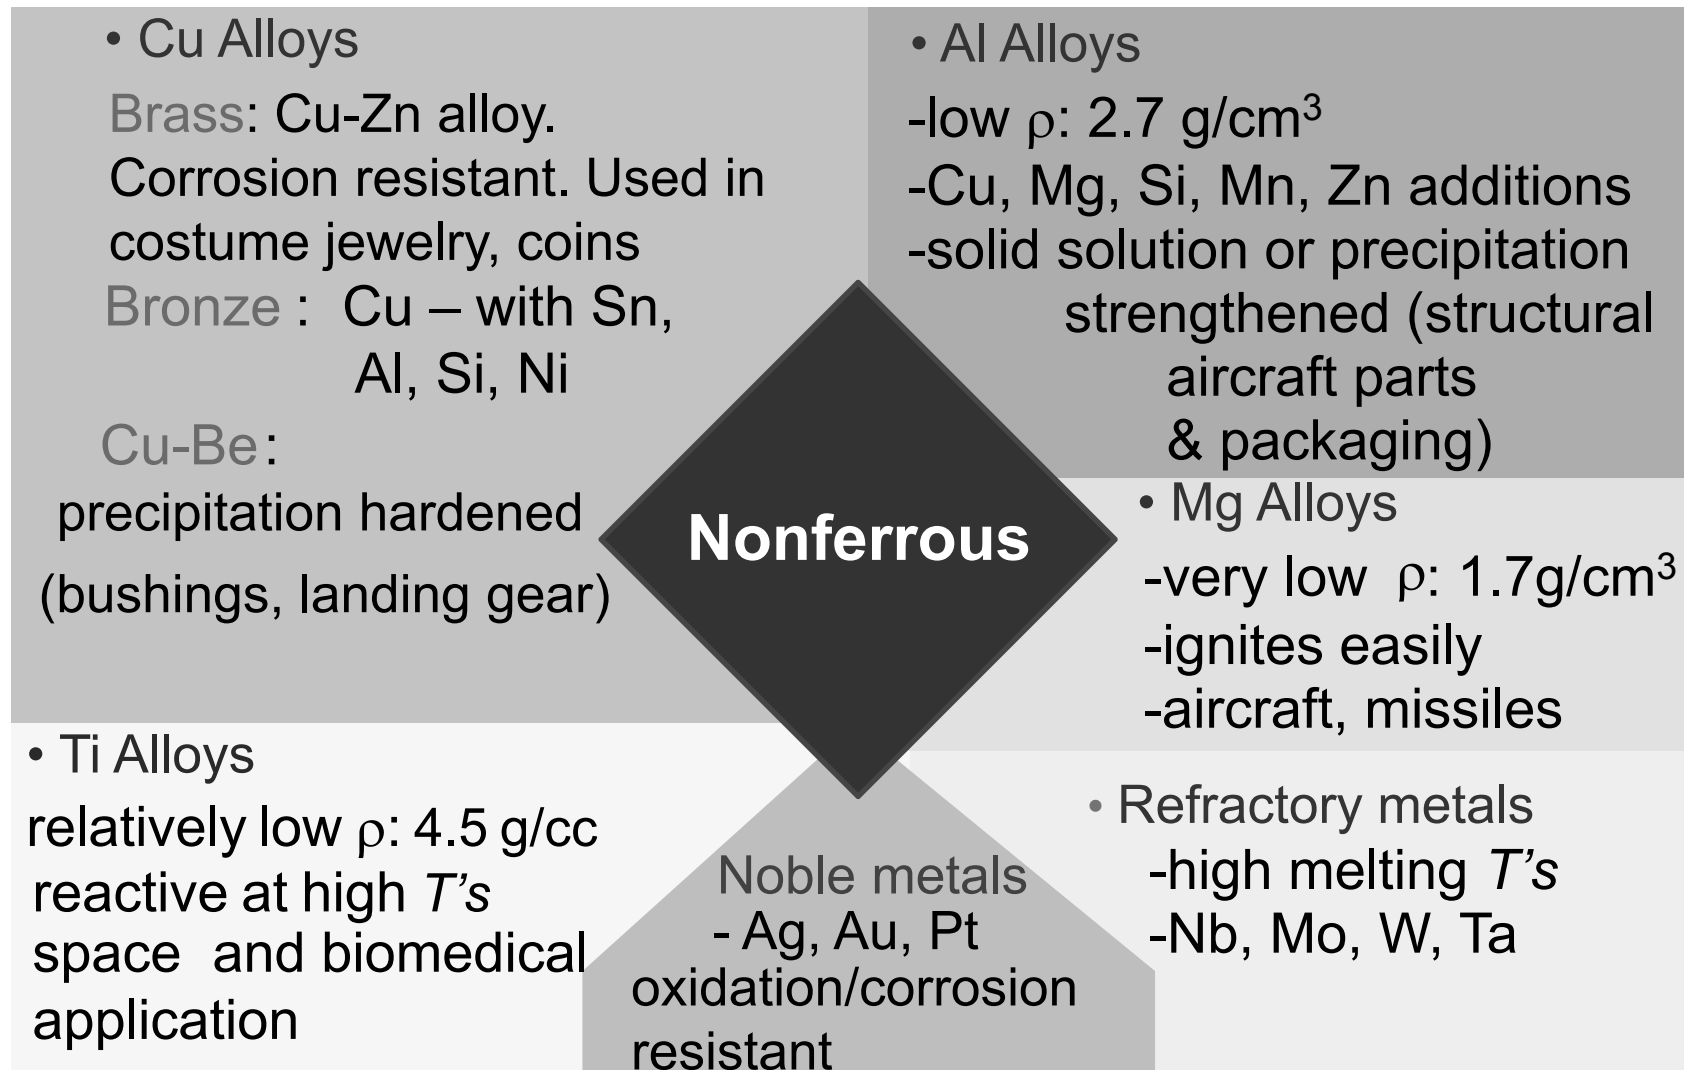 • Cu Alloys
Brass: Cu-Zn alloy.
Corrosion resistant. Used in
costume jewelry, coins
Bronze : Cu – with Sn,
Al, Si, Ni
Cu-Be:
precipitation hardened
(bushings, landing gear)
• Al Alloys
-low ρ: 2.7 g/cm³
-Cu, Mg, Si, Mn, Zn additions
-solid solution or precipitation
strengthened (structural
aircraft parts
& packaging)
Nonferrous
• Mg Alloys
-very low ρ: 1.7g/cm³
-ignites easily
-aircraft, missiles
• Ti Alloys
relatively low ρ: 4.5 g/cc
reactive at high T’s
space and biomedical
application
Noble metals
- Ag, Au, Pt
oxidation/corrosion
resistant
• Refractory metals
-high melting T’s
-Nb, Mo, W, Ta